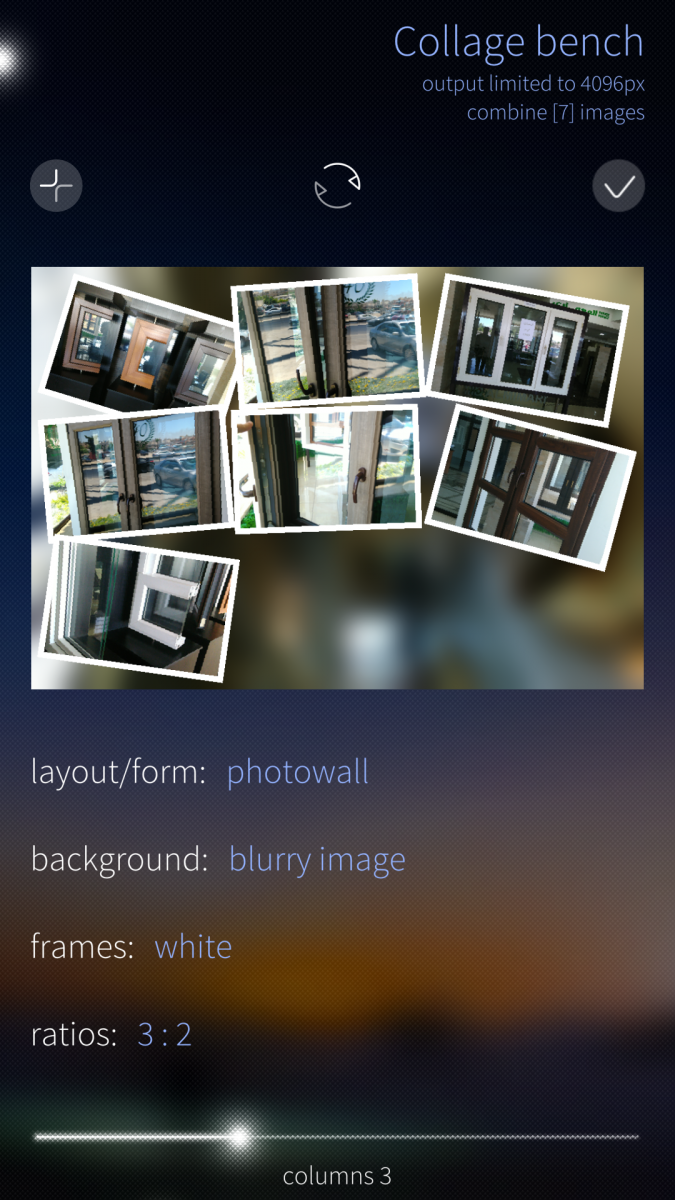 Collage bench
output limited to 4096px
combine [7] images
layout/form: photowall
background: blurry image
frames: white
ratios: 3 : 2
columns 3